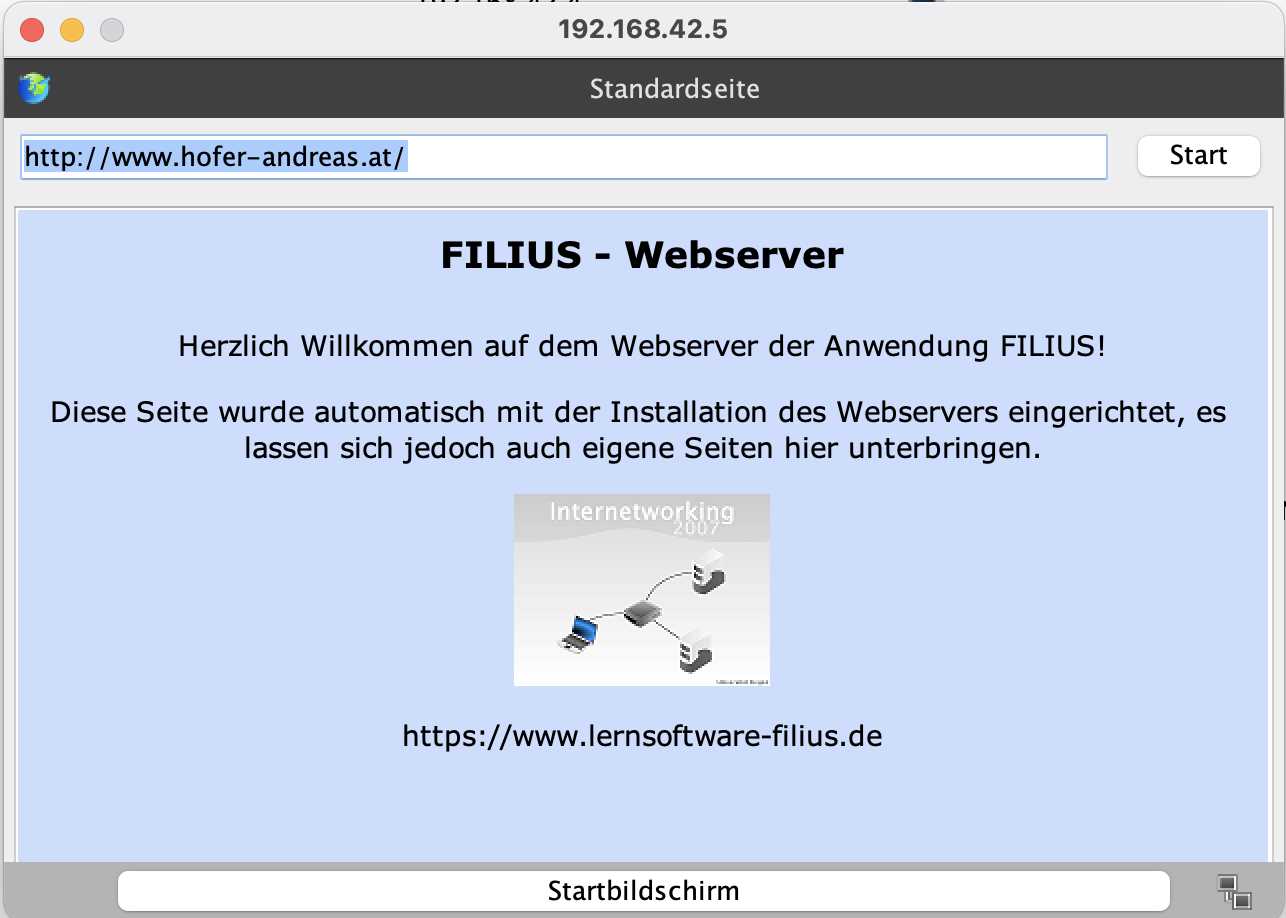 192.168.42.5
Standardseite
http://www.hofer-andreas.at/
Start
FILIUS - Webserver
Herzlich Willkommen auf dem Webserver der Anwendung FILIUS!
Diese Seite wurde automatisch mit der Installation des Webservers eingerichtet, es
lassen sich jedoch auch eigene Seiten hier unterbringen.
Internetworking
2007
https://www.lernsoftware-filius.de
Startbildschirm